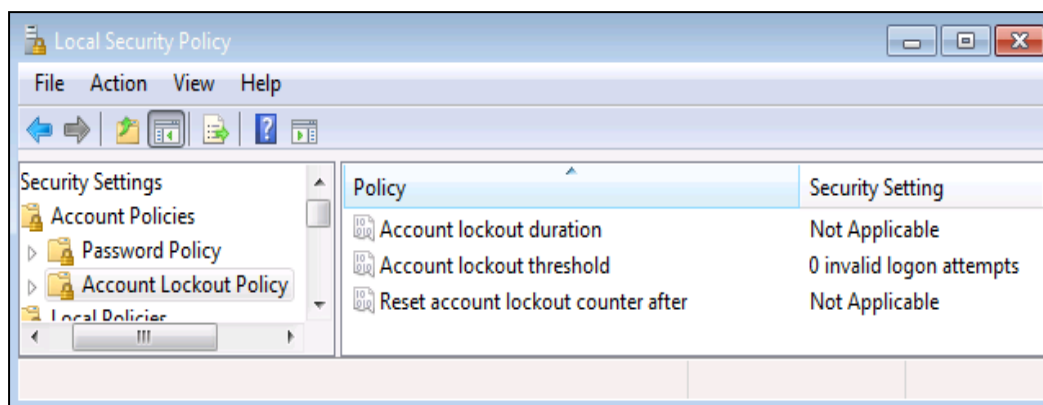 Local Security Policy
File Action View Help
Security Settings
Account Policies
Password Policy
Account Lockout Policy
Local Policies
Policy Security Setting
Account lockout duration Not Applicable
Account lockout threshold 0 invalid logon attempts
Reset account lockout counter after Not Applicable